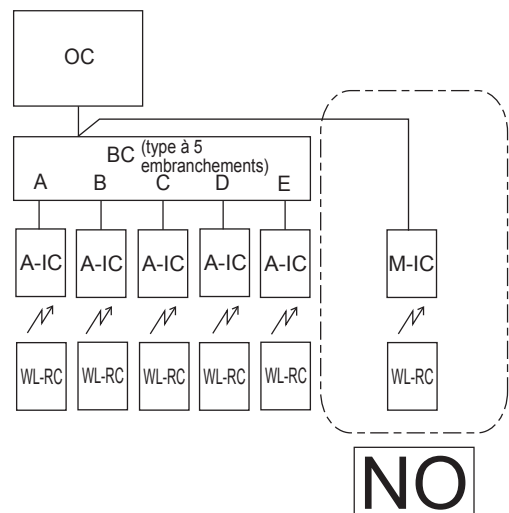 OC
BC (type à 5
embranchements)
A B C D E
A-IC A-IC A-IC A-IC A-IC M-IC
WL-RC WL-RC WL-RC WL-RC WL-RC WL-RC
NO